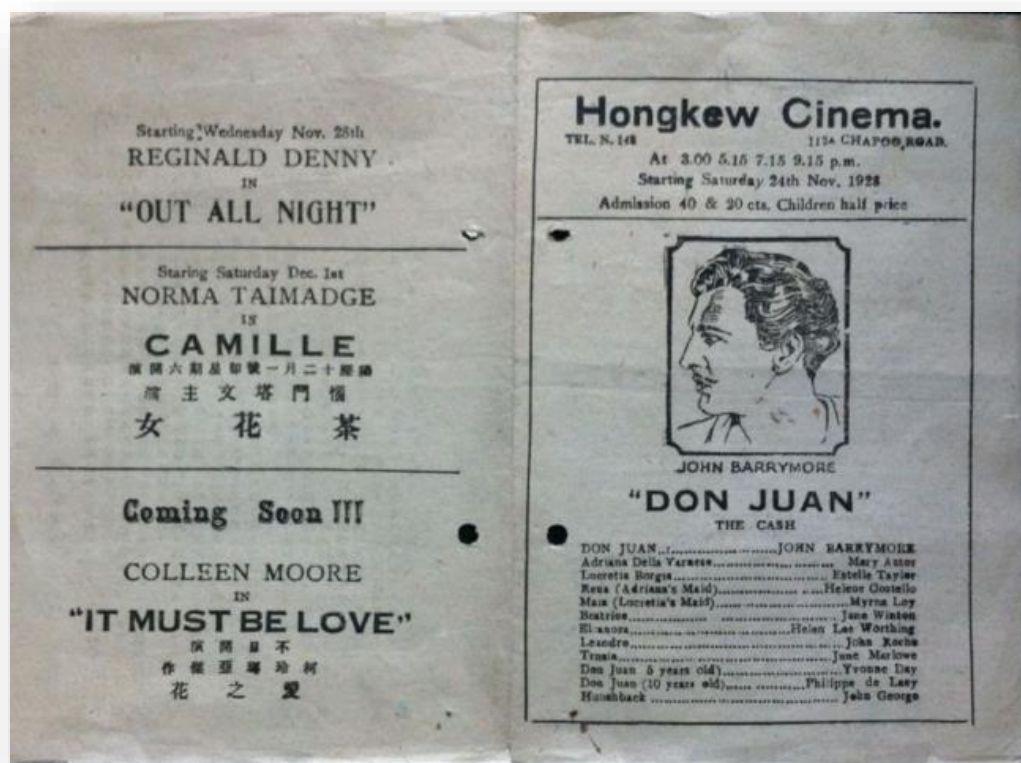 Starting Wednesday Nov. 28th
REGINALD DENNY
IN
“OUT ALL NIGHT”
Staring Saturday Dec. 1st
NORMA TAIMADGE
IN
CAMILLE
曆十二月一號卽星期六開演
惱門塔文主演
茶花女
Coming Soon !!!
COLLEEN MOORE
IN
“IT MUST BE LOVE”
不日開演
柯玲瑪亞傑作
愛之花
Hongkew Cinema.
TEL. N. 148 112A CHAPOO ROAD.
At 3.00 5.15 7.15 9.15 p.m.
Starting Saturday 24th Nov. 1928
Admission 40 & 20 cts. Children half price
JOHN BARRYMORE
“DON JUAN”
THE CASH
DON JUAN..................JOHN BARRYMORE
Adriana Della Varnese.................. Mary Astor
Lucretia Borgia.................. Estelle Taylor
Rena (Adriana's Maid)..................Helene Costello
Maia (Locretia's Maid)..................Myrna Loy
Beatrice.................. Jane Winton
Eleanora..................Helen Lee Worthing
Leandro.................. John Roche
Trusia.................. June Marlowe
Don Juan 5 years old)..................Yvonne Day
Don Juan (10 years old)..................Philippe de Lacy
Hunchback ..................John George